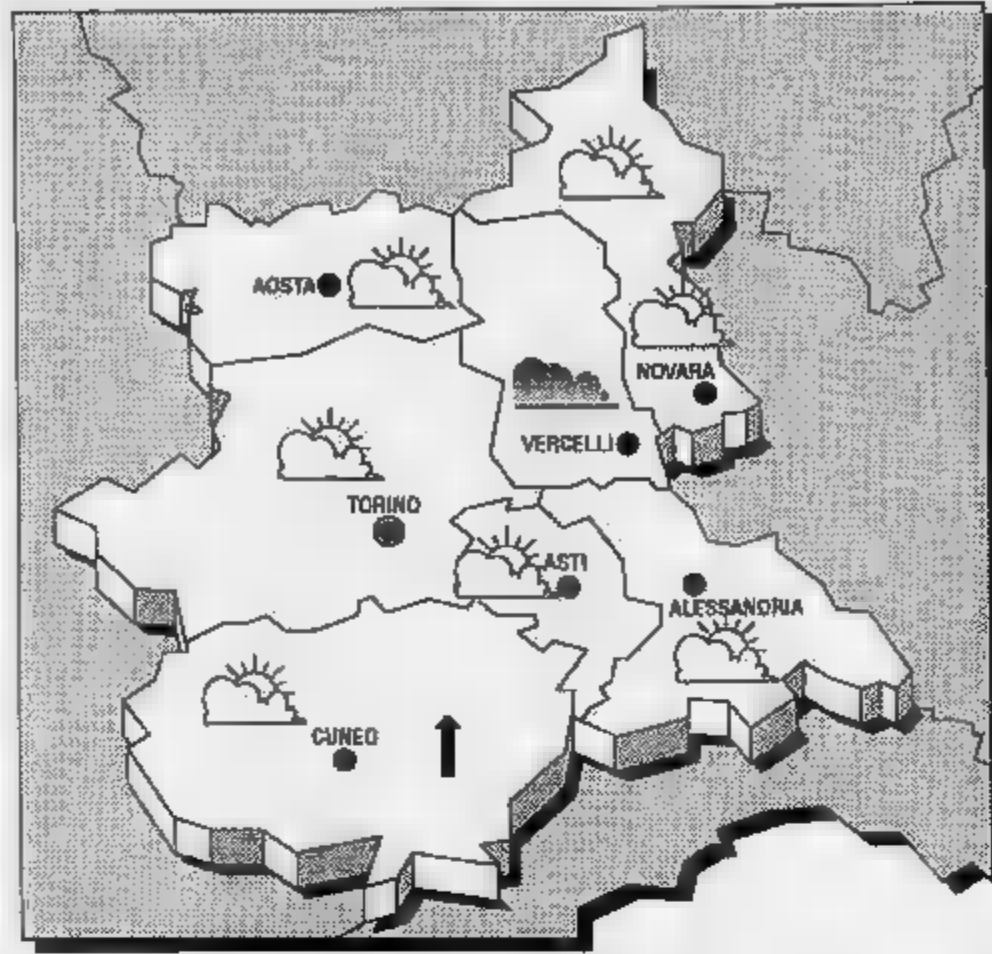 AOSTA
NOVARA
VERCELLI
TORINO
ASTI
ALESSANDRIA
CUNEO